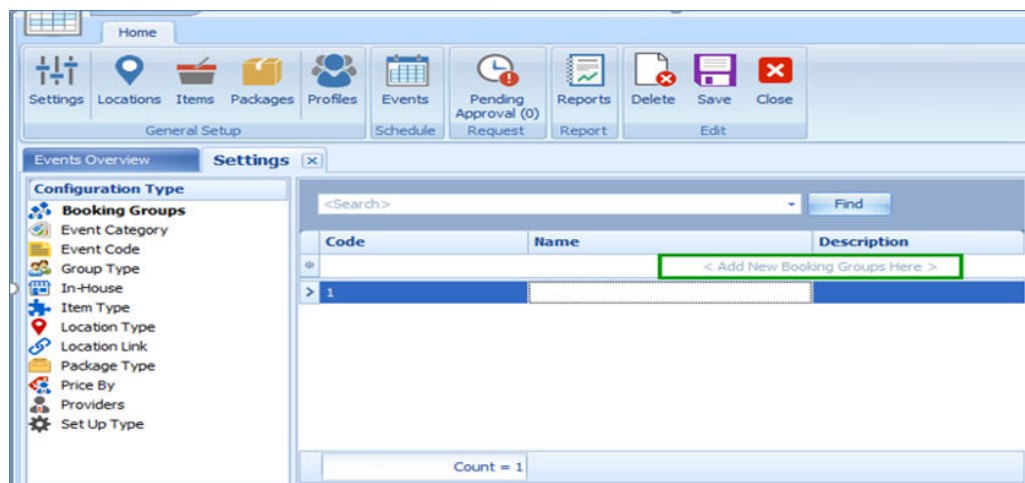 Home
Settings Locations Items Packages Profiles Events Pending Approval (0) Reports Delete Save Close
General Setup Schedule Request Report Edit
Events Overview Settings
Configuration Type
Booking Groups
Event Category
Event Code
Group Type
In-House
Item Type
Location Type
Location Link
Package Type
Price By
Providers
Set Up Type
<Search> Find
Code Name Description
< Add New Booking Groups Here >
1
Count = 1